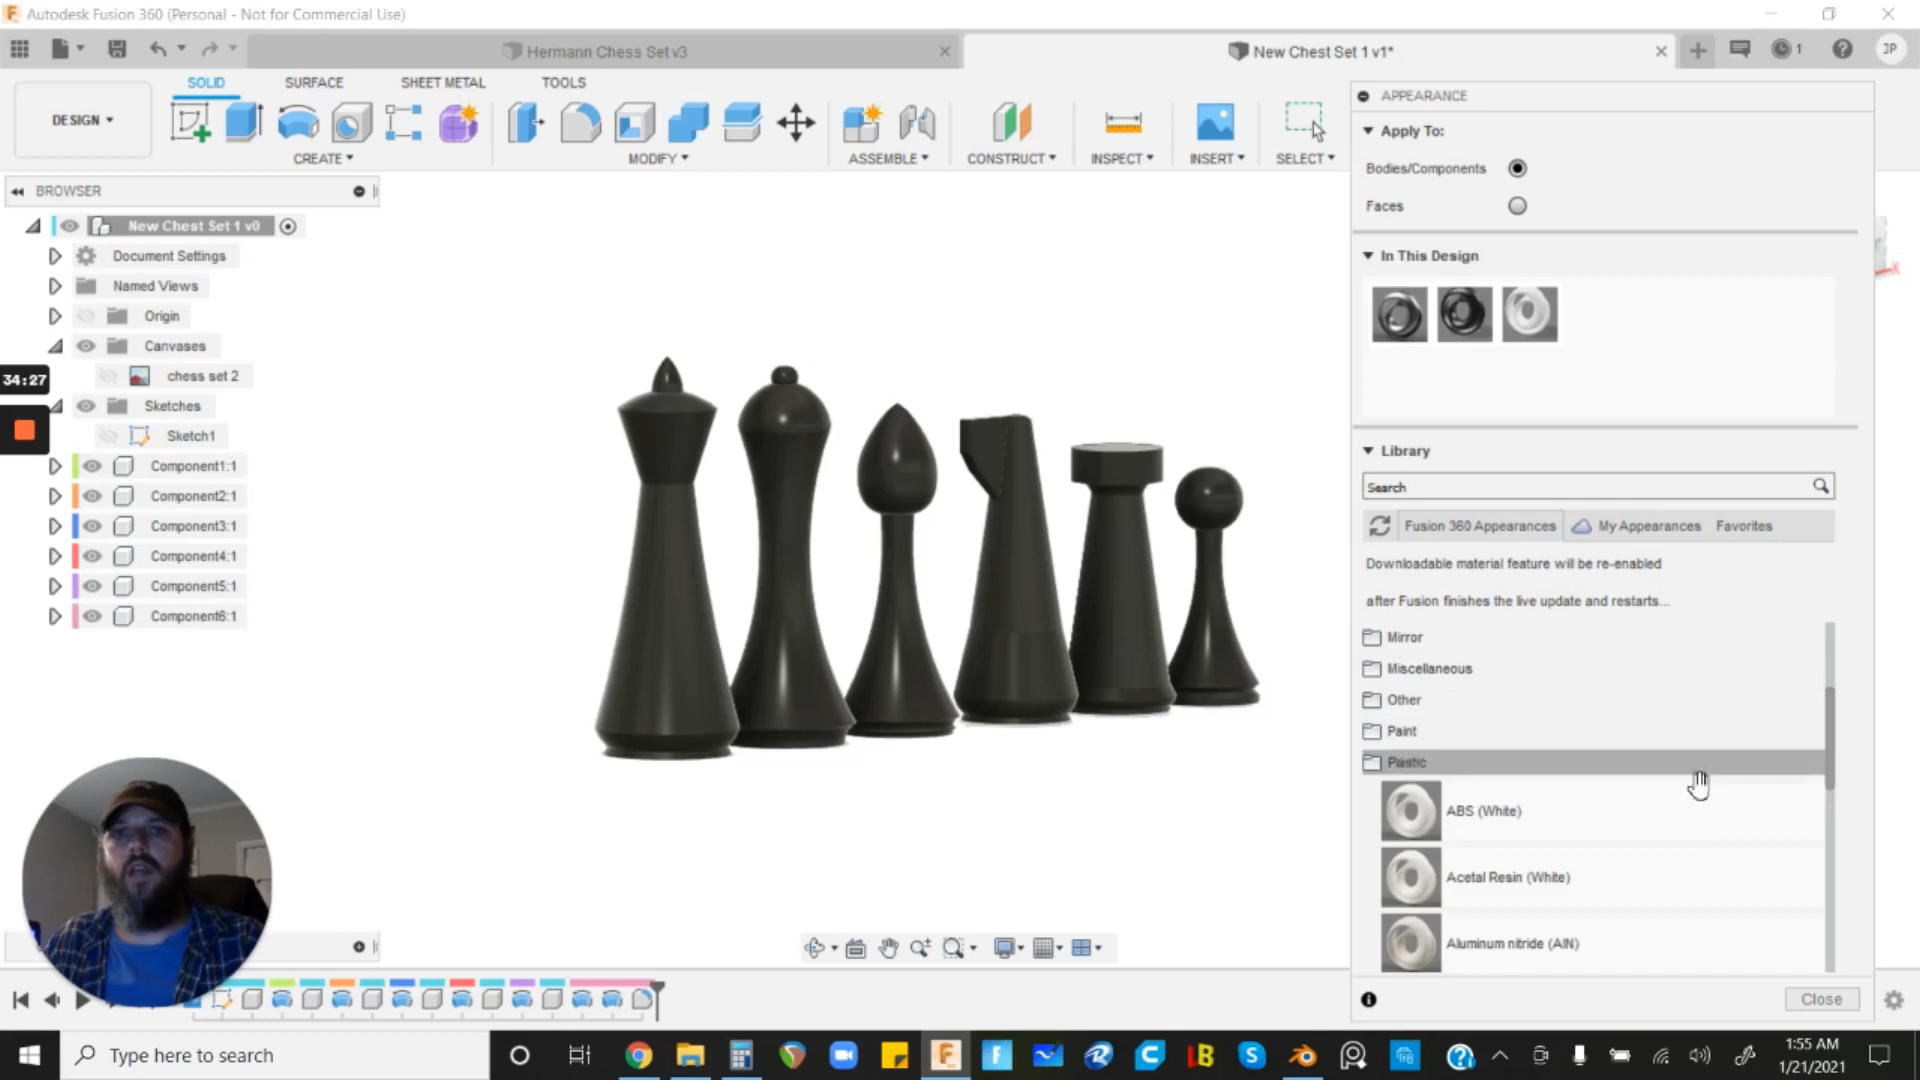 Autodesk Fusion 360 (Personal - Not for Commercial Use)
Hermann Chess Set v3
New Chest Set 1 v1*
1
JP
SOLID
SURFACE
SHEET METAL
TOOLS
DESIGN
CREATE
MODIFY
ASSEMBLE
CONSTRUCT
INSPECT
INSERT
SELECT
BROWSER
New Chest Set 1 v0
Document Settings
Named Views
Origin
Canvases
chess set 2
Sketches
Sketch1
Component1:1
Component2:1
Component3:1
Component4:1
Component5:1
Component6:1
34:27
APPEARANCE
Apply To:
Bodies/Components
Faces
In This Design
Library
Search
Fusion 360 Appearances
My Appearances
Favorites
Downloadable material feature will be re-enabled
after Fusion finishes the live update and restarts...
Mirror
Miscellaneous
Other
Paint
Plastic
ABS (White)
Acetal Resin (White)
Aluminum nitride (AlN)
Close
Type here to search
1:55 AM
1/21/2021